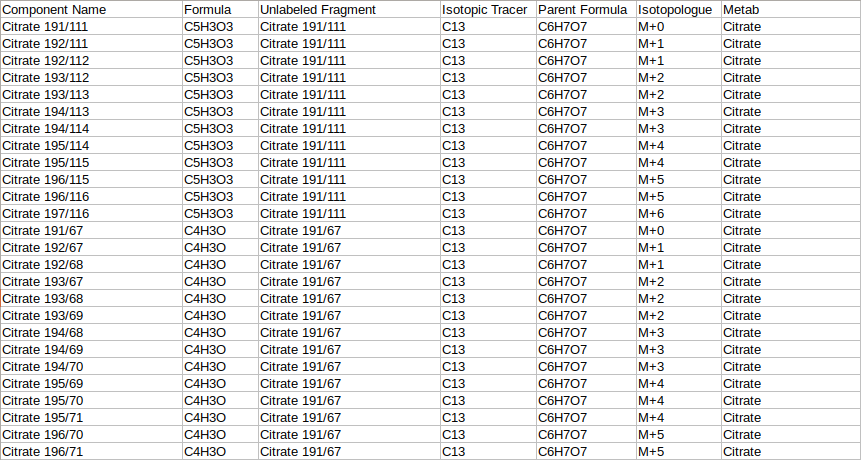 Component Name Formula Unlabeled Fragment Isotopic Tracer Parent Formula Isotopologue Metab
Citrate 191/111 C5H3O3 Citrate 191/111 C13 C6H7O7 M+0 Citrate
Citrate 192/111 C5H3O3 Citrate 191/111 C13 C6H7O7 M+1 Citrate
Citrate 192/112 C5H3O3 Citrate 191/111 C13 C6H7O7 M+1 Citrate
Citrate 193/112 C5H3O3 Citrate 191/111 C13 C6H7O7 M+2 Citrate
Citrate 193/113 C5H3O3 Citrate 191/111 C13 C6H7O7 M+2 Citrate
Citrate 194/113 C5H3O3 Citrate 191/111 C13 C6H7O7 M+3 Citrate
Citrate 194/114 C5H3O3 Citrate 191/111 C13 C6H7O7 M+3 Citrate
Citrate 195/114 C5H3O3 Citrate 191/111 C13 C6H7O7 M+4 Citrate
Citrate 195/115 C5H3O3 Citrate 191/111 C13 C6H7O7 M+4 Citrate
Citrate 196/115 C5H3O3 Citrate 191/111 C13 C6H7O7 M+5 Citrate
Citrate 196/116 C5H3O3 Citrate 191/111 C13 C6H7O7 M+5 Citrate
Citrate 197/116 C5H3O3 Citrate 191/111 C13 C6H7O7 M+6 Citrate
Citrate 191/67 C4H3O Citrate 191/67 C13 C6H7O7 M+0 Citrate
Citrate 192/67 C4H3O Citrate 191/67 C13 C6H7O7 M+1 Citrate
Citrate 192/68 C4H3O Citrate 191/67 C13 C6H7O7 M+1 Citrate
Citrate 193/67 C4H3O Citrate 191/67 C13 C6H7O7 M+2 Citrate
Citrate 193/68 C4H3O Citrate 191/67 C13 C6H7O7 M+2 Citrate
Citrate 193/69 C4H3O Citrate 191/67 C13 C6H7O7 M+2 Citrate
Citrate 194/68 C4H3O Citrate 191/67 C13 C6H7O7 M+3 Citrate
Citrate 194/69 C4H3O Citrate 191/67 C13 C6H7O7 M+3 Citrate
Citrate 194/70 C4H3O Citrate 191/67 C13 C6H7O7 M+3 Citrate
Citrate 195/69 C4H3O Citrate 191/67 C13 C6H7O7 M+4 Citrate
Citrate 195/70 C4H3O Citrate 191/67 C13 C6H7O7 M+4 Citrate
Citrate 195/71 C4H3O Citrate 191/67 C13 C6H7O7 M+4 Citrate
Citrate 196/70 C4H3O Citrate 191/67 C13 C6H7O7 M+5 Citrate
Citrate 196/71 C4H3O Citrate 191/67 C13 C6H7O7 M+5 Citrate